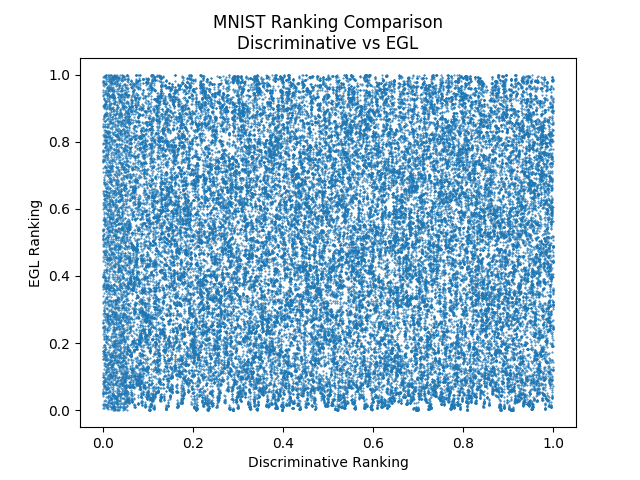 MNIST Ranking Comparison
Discriminative vs EGL
1.0
0.8
0.6
0.4
0.2
0.0
EGL Ranking
0.0 0.2 0.4 0.6 0.8 1.0
Discriminative Ranking